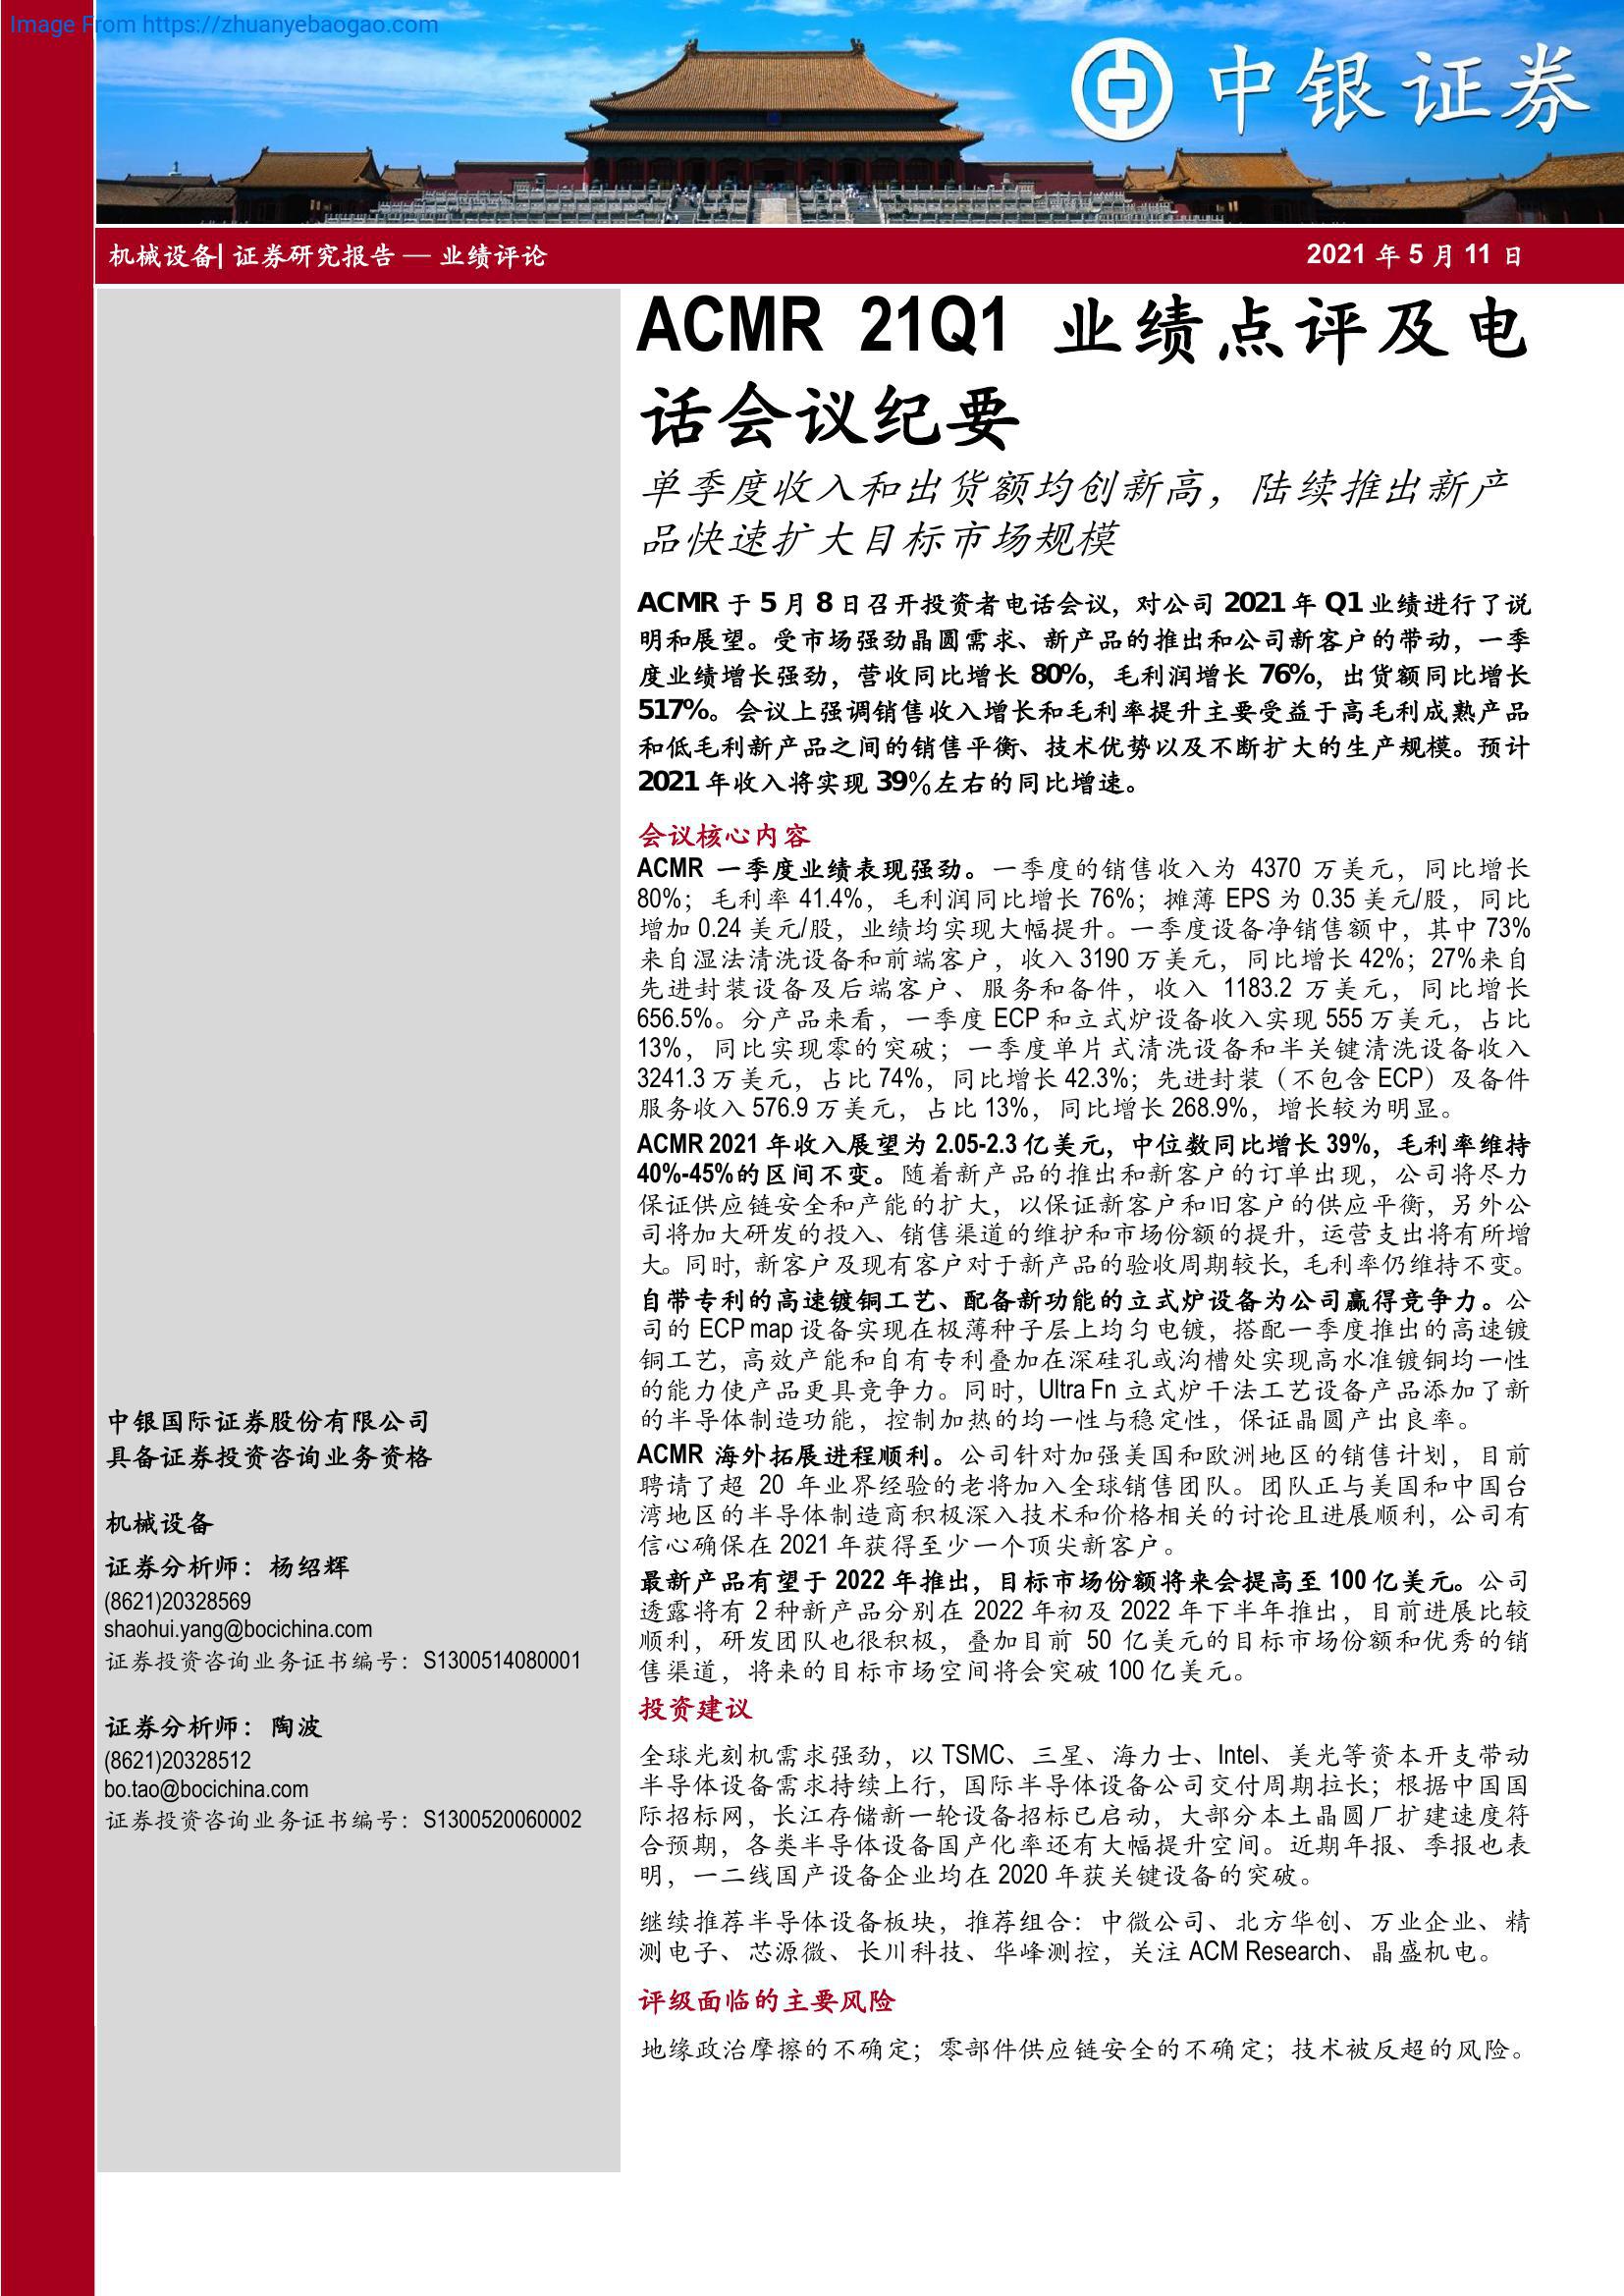 Image From https://zhuanyebaogao.com
中银证券
机械设备| 证券研究报告 — 业绩评论
2021 年 5 月 11 日
ACMR 21Q1 业绩点评及电
话会议纪要
单季度收入和出货额均创新高，陆续推出新产
品快速扩大目标市场规模
ACMR 于 5 月 8 日召开投资者电话会议，对公司 2021 年 Q1 业绩进行了说
明和展望。受市场强劲晶圆需求、新产品的推出和公司新客户的带动，一季
度业绩增长强劲，营收同比增长 80%，毛利润增长 76%，出货额同比增长
517%。会议上强调销售收入增长和毛利率提升主要受益于高毛利成熟产品
和低毛利新产品之间的销售平衡、技术优势以及不断扩大的生产规模。预计
2021 年收入将实现 39%左右的同比增速。
会议核心内容
ACMR 一季度业绩表现强劲。一季度的销售收入为 4370 万美元，同比增长
80%；毛利率 41.4%，毛利润同比增长 76%；摊薄 EPS 为 0.35 美元/股，同比
增加 0.24 美元/股，业绩均实现大幅提升。一季度设备净销售额中，其中 73%
来自湿法清洗设备和前端客户，收入 3190 万美元，同比增长 42%；27%来自
先进封装设备及后端客户、服务和备件，收入 1183.2 万美元，同比增长
656.5%。分产品来看，一季度 ECP 和立式炉设备收入实现 555 万美元，占比
13%，同比实现零的突破；一季度单片式清洗设备和半关键清洗设备收入
3241.3 万美元，占比 74%，同比增长 42.3%；先进封装（不包含 ECP）及备件
服务收入 576.9 万美元，占比 13%，同比增长 268.9%，增长较为明显。
ACMR 2021 年收入展望为 2.05-2.3 亿美元，中位数同比增长 39%，毛利率维持
40%-45%的区间不变。随着新产品的推出和新客户的订单出现，公司将尽力
保证供应链安全和产能的扩大，以保证新客户和旧客户的供应平衡，另外公
司将加大研发的投入、销售渠道的维护和市场份额的提升，运营支出将有所增
大。同时，新客户及现有客户对于新产品的验收周期较长，毛利率仍维持不变。
自带专利的高速镀铜工艺、配备新功能的立式炉设备为公司赢得竞争力。公
司的 ECP map 设备实现在极薄种子层上均匀电镀，搭配一季度推出的高速镀
铜工艺，高效产能和自有专利叠加在深硅孔或沟槽处实现高水准镀铜均一性
的能力使产品更具竞争力。同时，Ultra Fn 立式炉干法工艺设备产品添加了新
的半导体制造功能，控制加热的均一性与稳定性，保证晶圆产出良率。
ACMR 海外拓展进程顺利。公司针对加强美国和欧洲地区的销售计划，目前
聘请了超 20 年业界经验的老将加入全球销售团队。团队正与美国和中国台
湾地区的半导体制造商积极深入技术和价格相关的讨论且进展顺利，公司有
信心确保在 2021 年获得至少一个顶尖新客户。
最新产品有望于 2022 年推出，目标市场份额将来会提高至 100 亿美元。公司
透露将有 2 种新产品分别在 2022 年初及 2022 年下半年推出，目前进展比较
顺利，研发团队也很积极，叠加目前 50 亿美元的目标市场份额和优秀的销
售渠道，将来的目标市场空间将会突破 100 亿美元。
投资建议
全球光刻机需求强劲，以 TSMC、三星、海力士、Intel、美光等资本开支带动
半导体设备需求持续上行，国际半导体设备公司交付周期拉长；根据中国国
际招标网，长江存储新一轮设备招标已启动，大部分本土晶圆厂扩建速度符
合预期，各类半导体设备国产化率还有大幅提升空间。近期年报、季报也表
明，一二线国产设备企业均在 2020 年获关键设备的突破。
继续推荐半导体设备板块，推荐组合：中微公司、北方华创、万业企业、精
测电子、芯源微、长川科技、华峰测控，关注 ACM Research、晶盛机电。
评级面临的主要风险
地缘政治摩擦的不确定；零部件供应链安全的不确定；技术被反超的风险。
中银国际证券股份有限公司
具备证券投资咨询业务资格
机械设备
证券分析师：杨绍辉
(8621)20328569
shaohui.yang@bocichina.com
证券投资咨询业务证书编号：S1300514080001
证券分析师：陶波
(8621)20328512
bo.tao@bocichina.com
证券投资咨询业务证书编号：S1300520060002